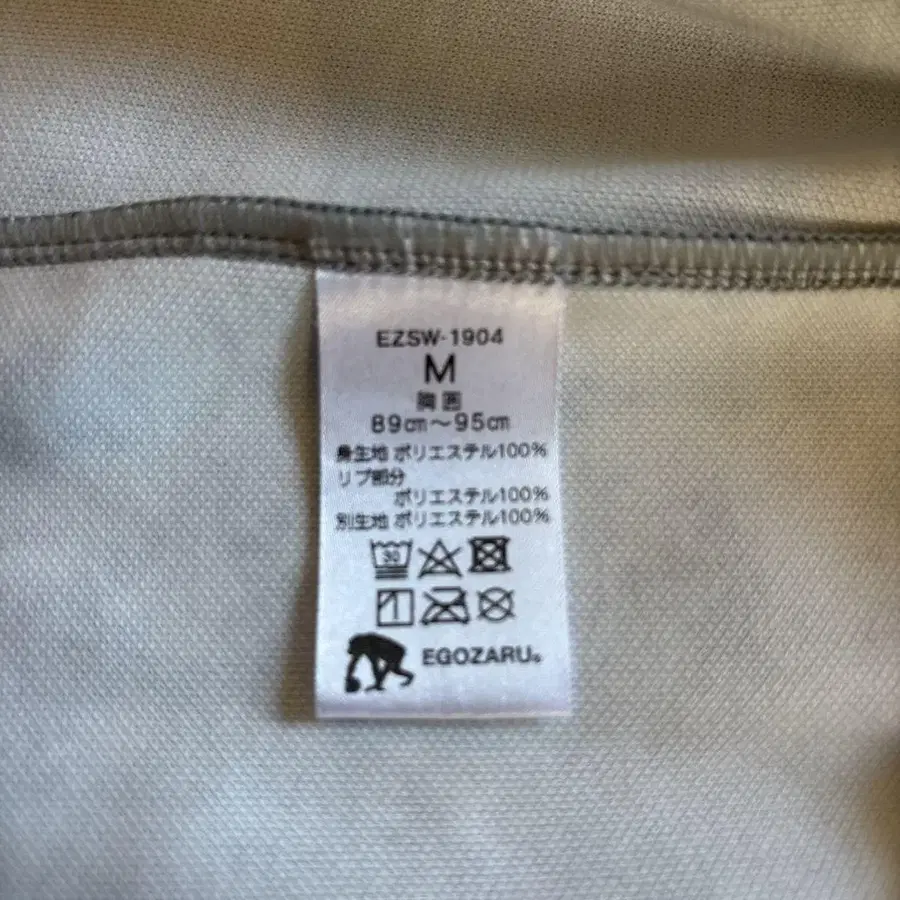 EZSW-1904
M
胸囲
89㎝～95㎝
身生地 ポリエステル100%
リブ部分
ポリエステル100%
別生地 ポリエステル100%
30
EGOZARU®